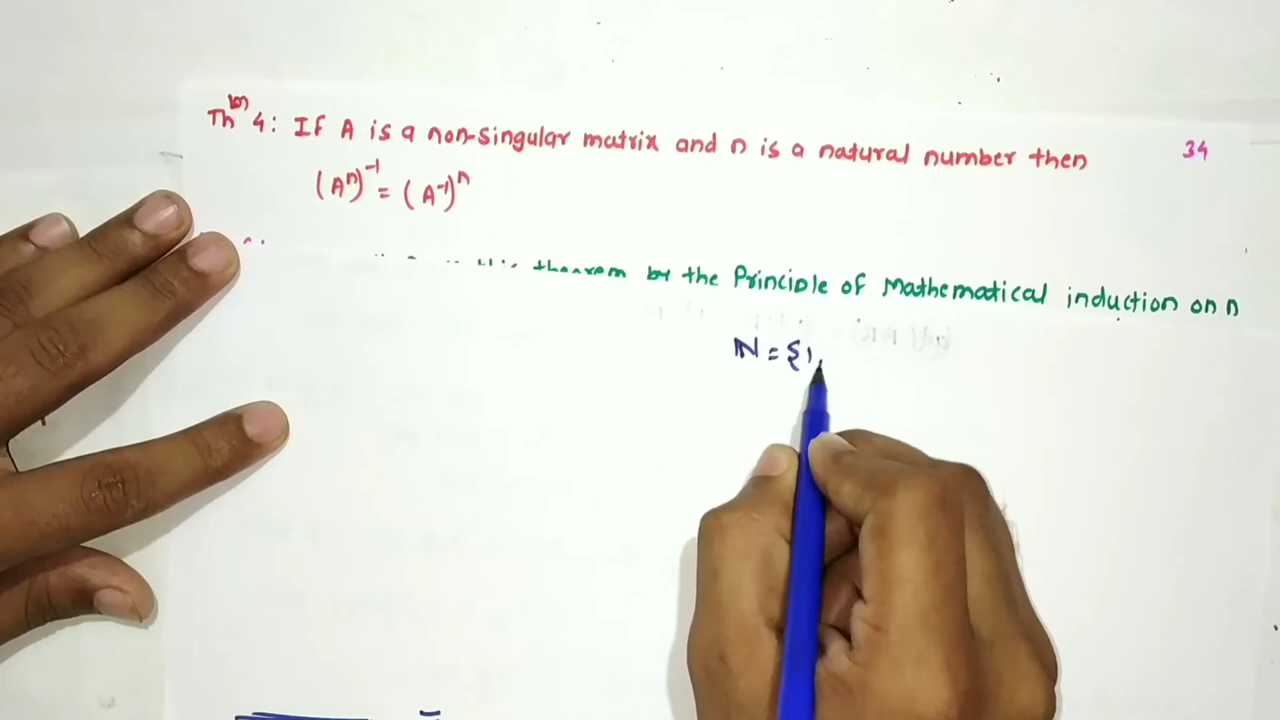 Thm 4: If A is a non-singular matrix and n is a natural number then 34
(Aⁿ)⁻¹ = (A⁻¹)ⁿ
theorem by the Principle of Mathematical induction on n
N = {1,